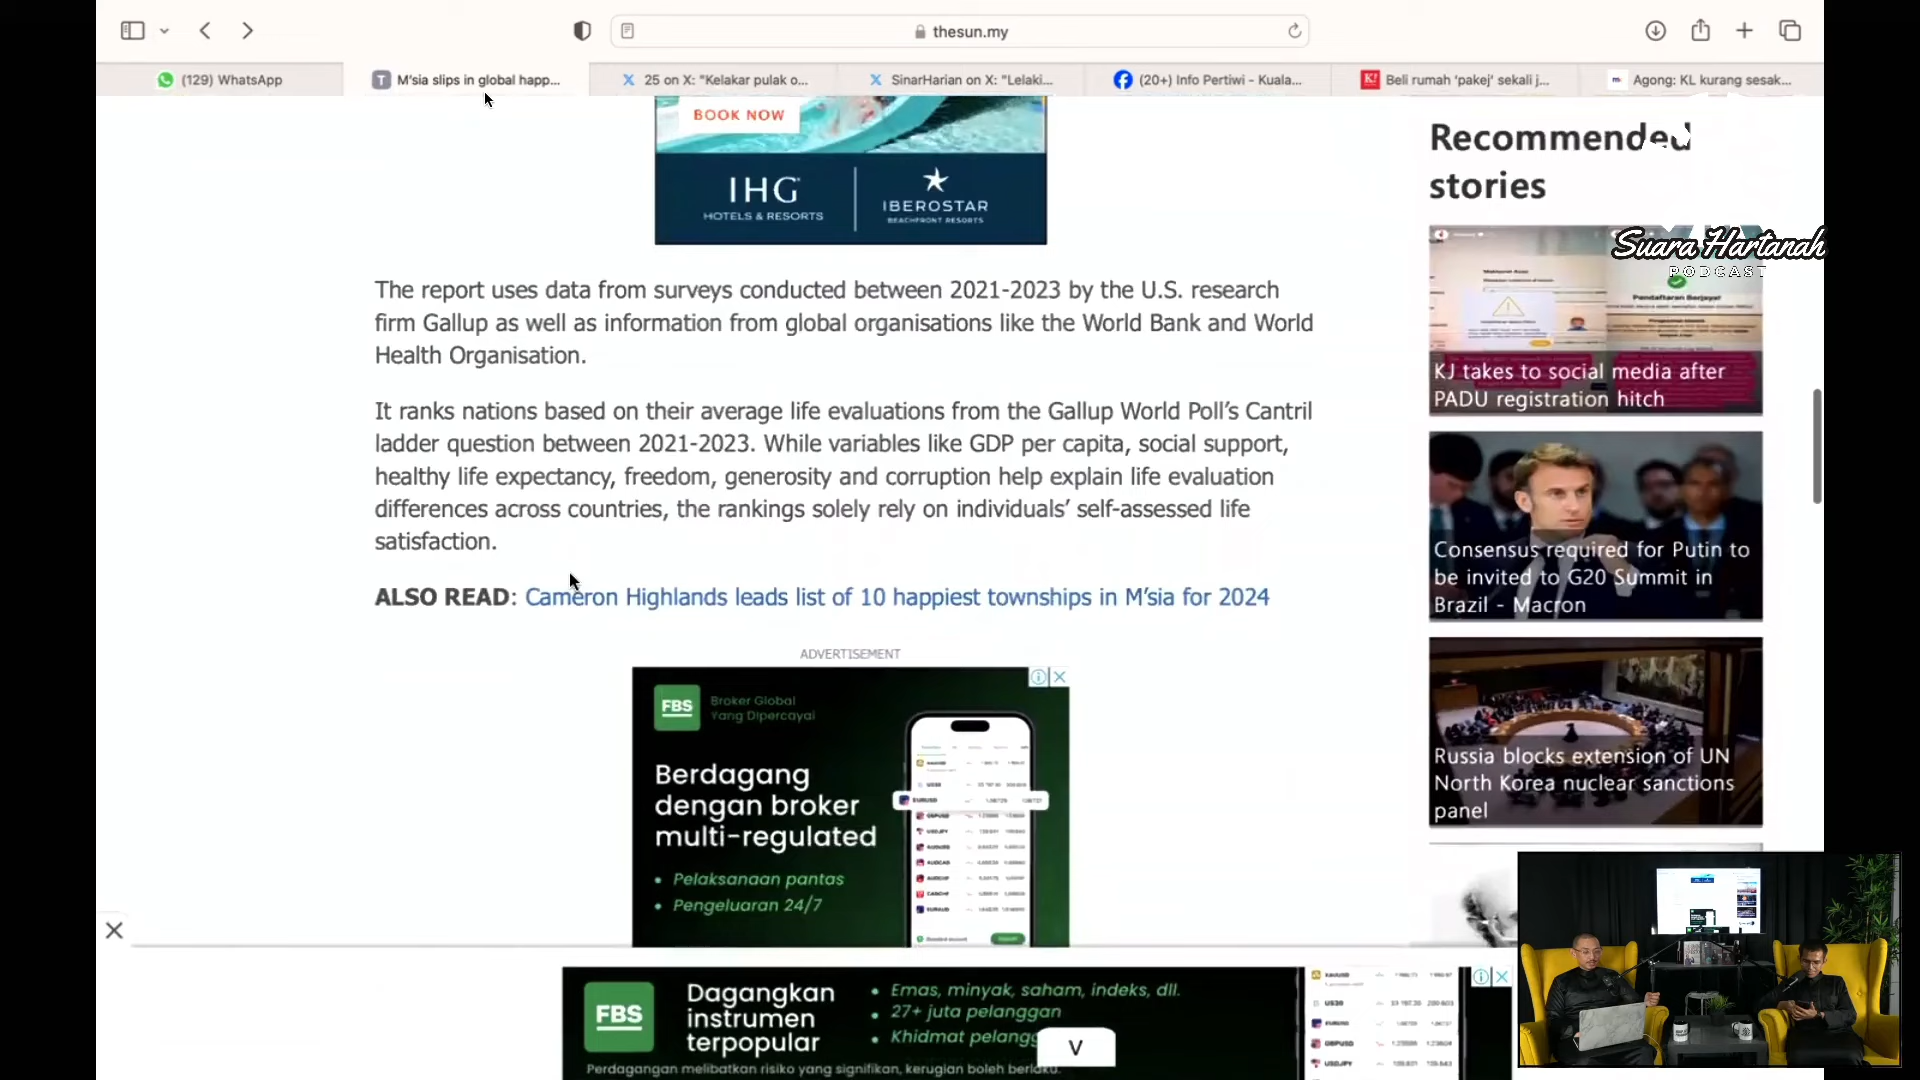 thesun.my
(129) WhatsApp
T
M'sia slips in global happ...
25 on X: "Kelakar pulak o...
SinarHarian on X: "Lelaki...
(20+) Info Pertiwi - Kuala...
K!
Beli rumah 'pakej' sekali j...
Agong: KL kurang sesak...
BOOK NOW
IHG
HOTELS & RESORTS
IBEROSTAR
BEACHFRONT RESORTS
The report uses data from surveys conducted between 2021-2023 by the U.S. research
firm Gallup as well as information from global organisations like the World Bank and World
Health Organisation.
It ranks nations based on their average life evaluations from the Gallup World Poll's Cantril
ladder question between 2021-2023. While variables like GDP per capita, social support,
healthy life expectancy, freedom, generosity and corruption help explain life evaluation
differences across countries, the rankings solely rely on individuals' self-assessed life
satisfaction.
ALSO READ: Cameron Highlands leads list of 10 happiest townships in M'sia for 2024
ADVERTISEMENT
FBS
Broker Global
Yang Dipercayai
Berdagang
dengan broker
multi-regulated
• Pelaksanaan pantas
• Pengeluaran 24/7
EURUSD
FBS
Dagangkan
instrumen
terpopular
• Emas, minyak, saham, indeks, dll.
• 27+ juta pelanggan
• Khidmat pelangg
V
Perdagangan melibatkan risiko yang signifikan, kerugian boleh berlaku.
Recommended
stories
Suara Hartanah
PODCAST
Pendaftaran Berjaya!
KJ takes to social media after
PADU registration hitch
Consensus required for Putin to
be invited to G20 Summit in
Brazil - Macron
Russia blocks extension of UN
North Korea nuclear sanctions
panel